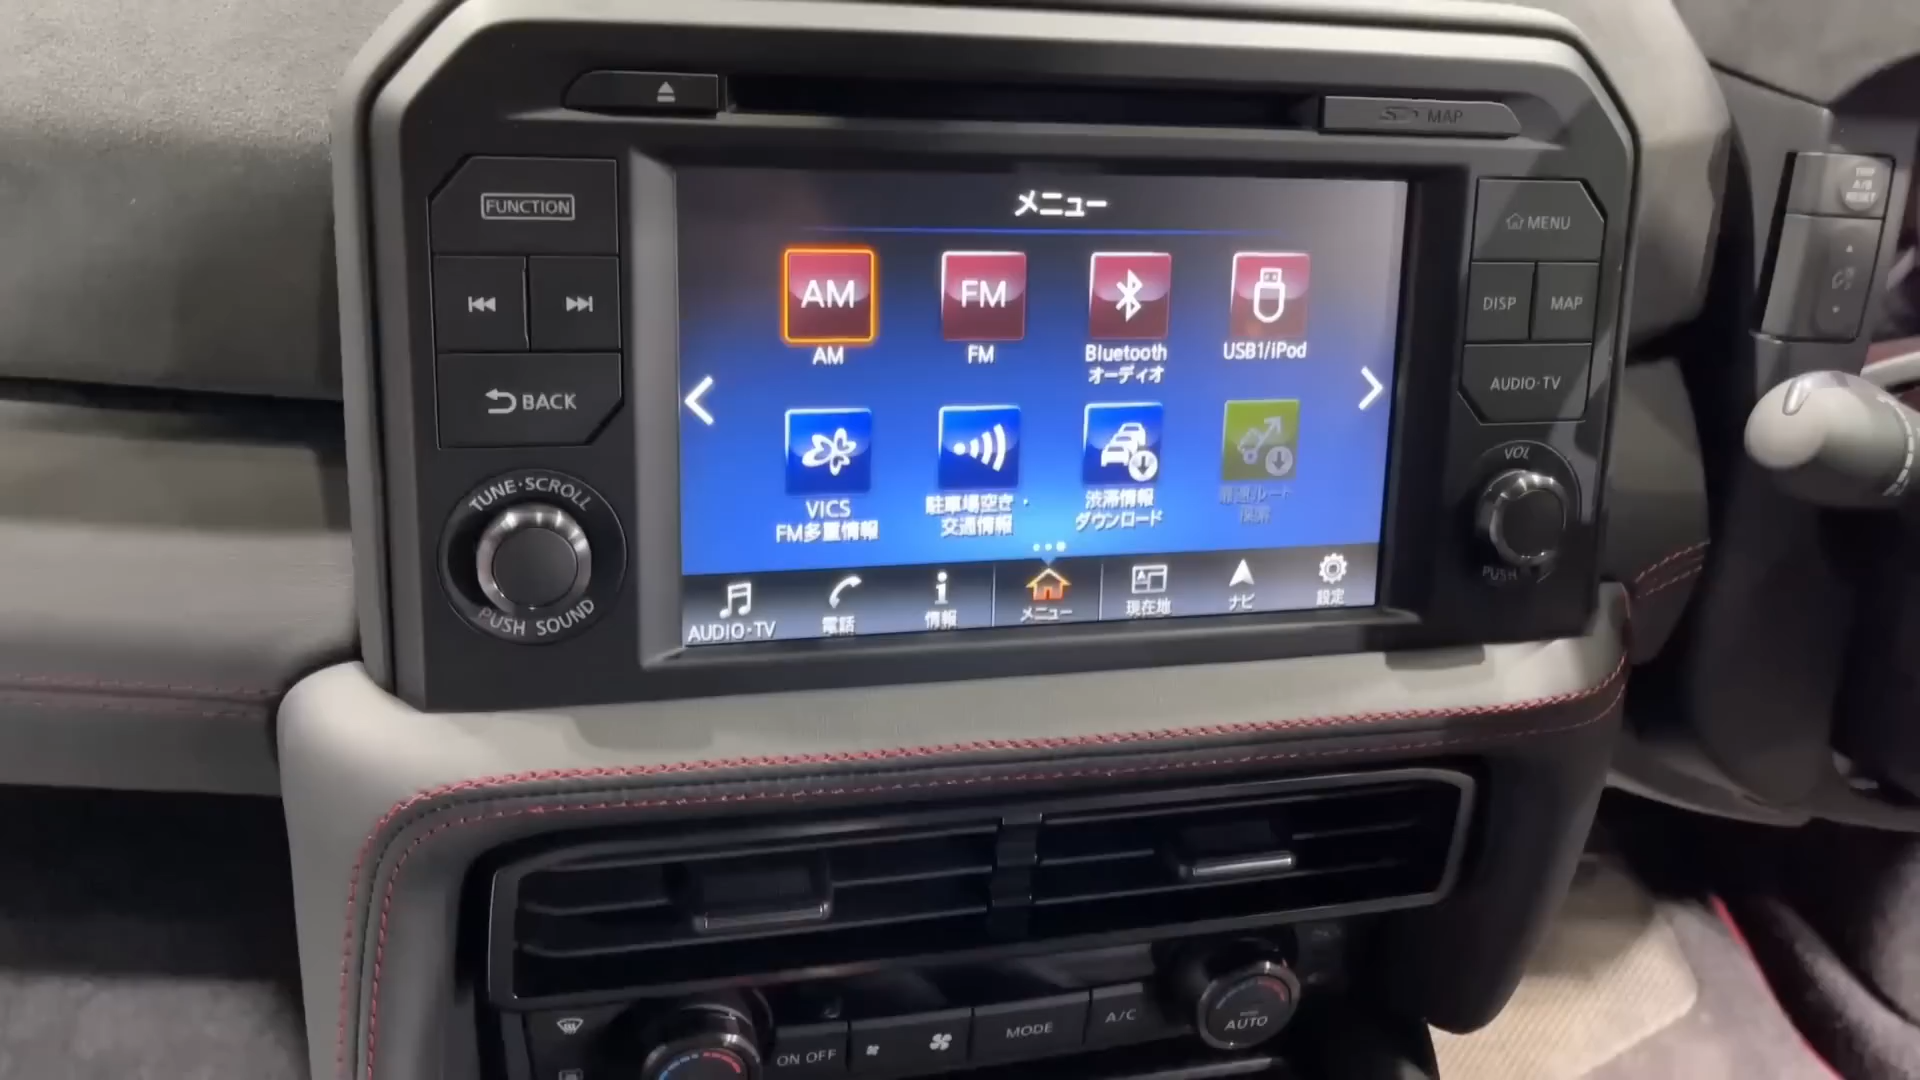 MAP
FUNCTION
メニュー
MENU
AM
FM
AM
FM
Bluetooth
オーディオ
USB1/iPod
DISP
MAP
BACK
AUDIO·TV
VICS
FM多重情報
駐車場空き・
交通情報
渋滞情報
ダウンロード
TUNE·SCROLL
PUSH SOUND
VOL
PUSH
AUDIO·TV
電話
情報
メニュー
現在地
ナビ
設定
ON OFF
MODE
A/C
AUTO